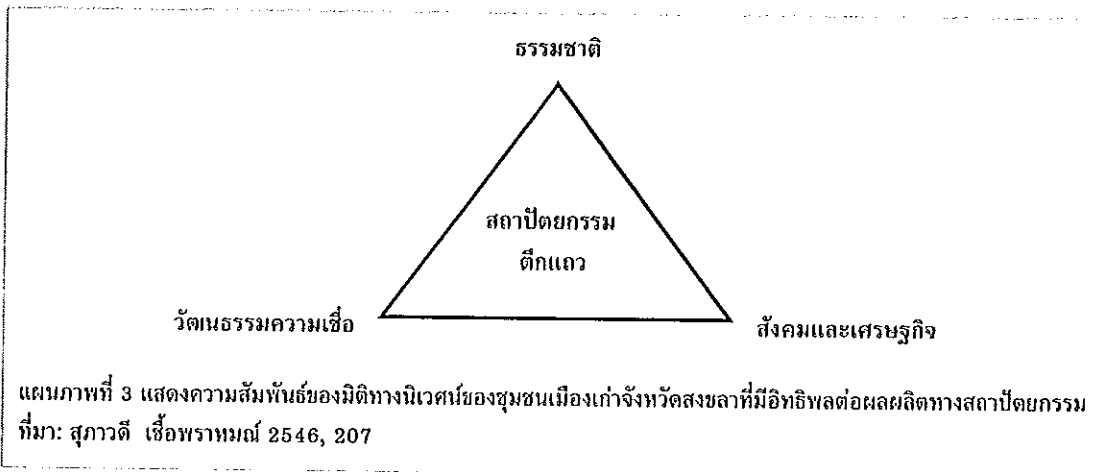 ธรรมชาติ
สถาปัตยกรรม
ตึกแถว
วัฒนธรรมความเชื่อ
สังคมและเศรษฐกิจ
แผนภาพที่ 3 แสดงความสัมพันธ์ของมิติทางนิเวศน์ของชุมชนเมืองเก่าจังหวัดสงขลาที่มีอิทธิพลต่อผลผลิตทางสถาปัตยกรรม
ที่มา: สุภาวดี เชื้อพราหมณ์ 2546, 207